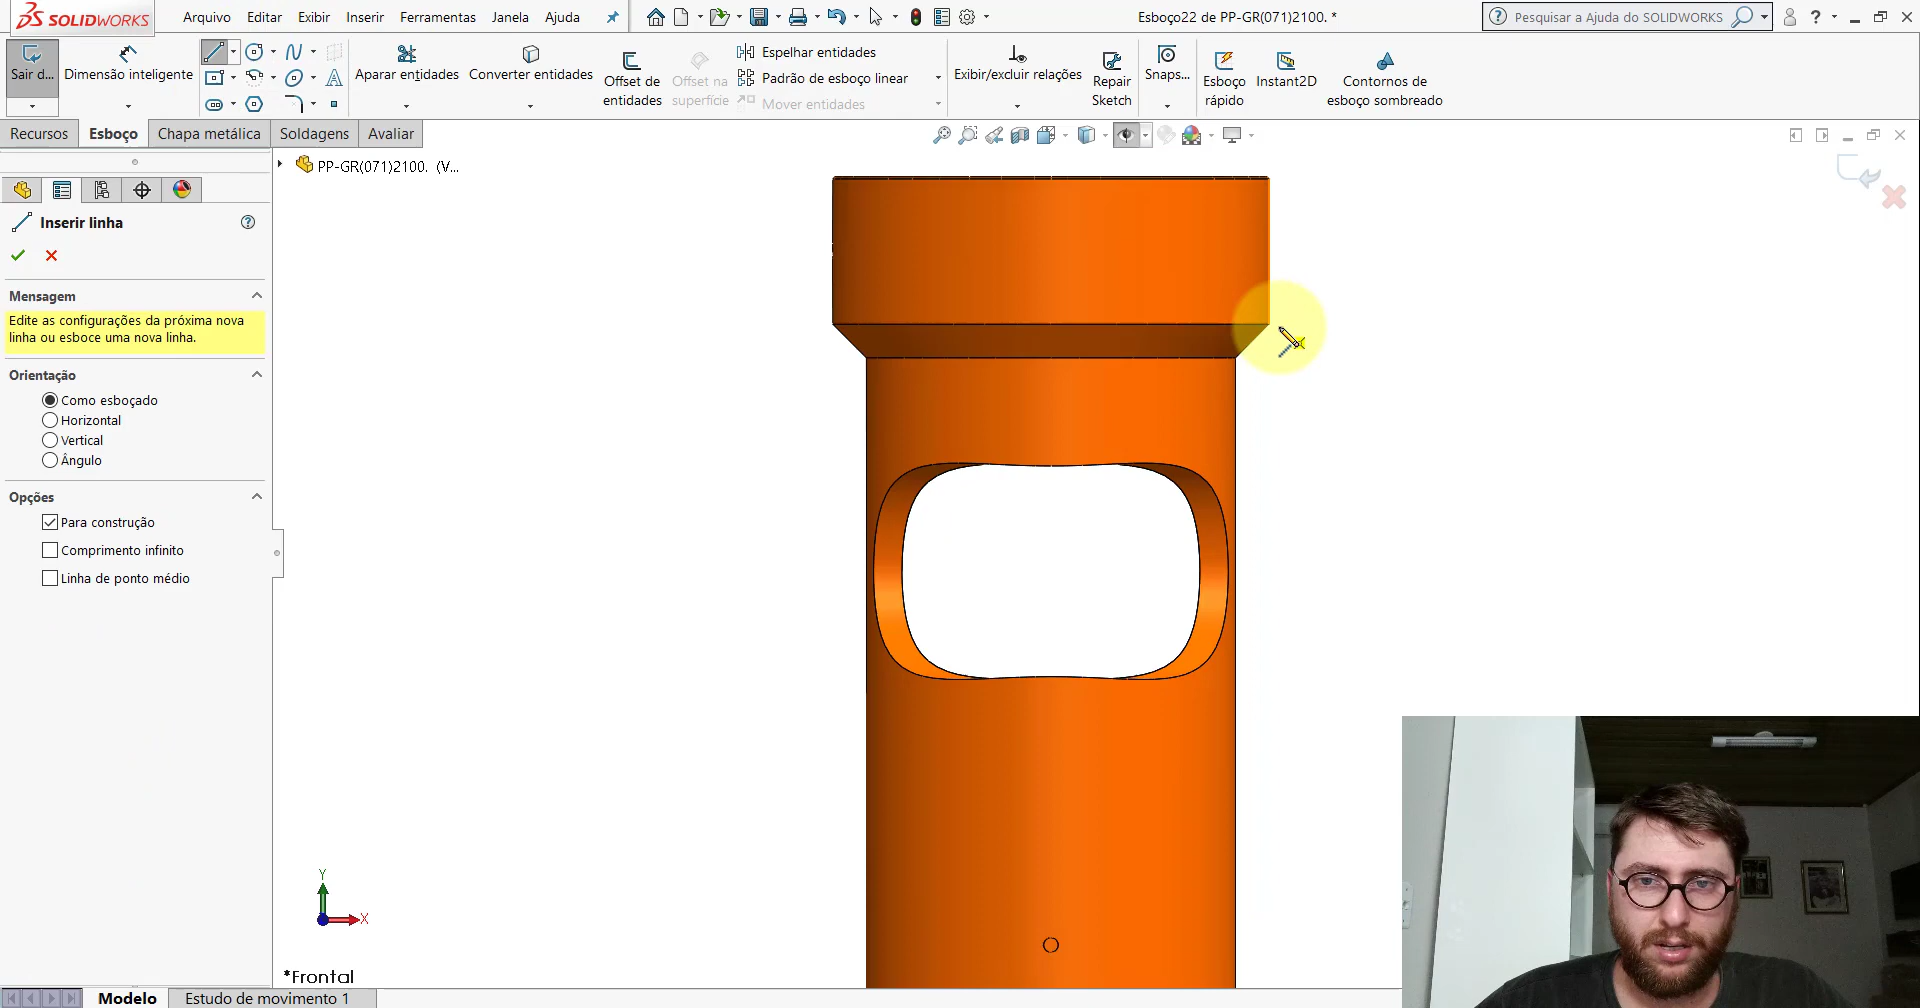 SOLIDWORKS
Arquivo Editar Exibir Inserir Ferramentas Janela Ajuda
Esboço22 de PP-GR(071)2100. *
Pesquisar a Ajuda do SOLIDWORKS
Sair d...
Dimensão inteligente
Aparar entidades
Converter entidades
Offset de entidades
Offset na superfície
Espelhar entidades
Padrão de esboço linear
Mover entidades
Exibir/excluir relações
Repair Sketch
Snaps...
Esboço rápido
Instant2D
Contornos de esboço sombreado
Recursos Esboço Chapa metálica Soldagens Avaliar
PP-GR(071)2100. (V...
Inserir linha
Mensagem
Edite as configurações da próxima nova
linha ou esboce uma nova linha.
Orientação
Como esboçado
Horizontal
Vertical
Ângulo
Opções
Para construção
Comprimento infinito
Linha de ponto médio
Y
X
*Frontal
Modelo Estudo de movimento 1